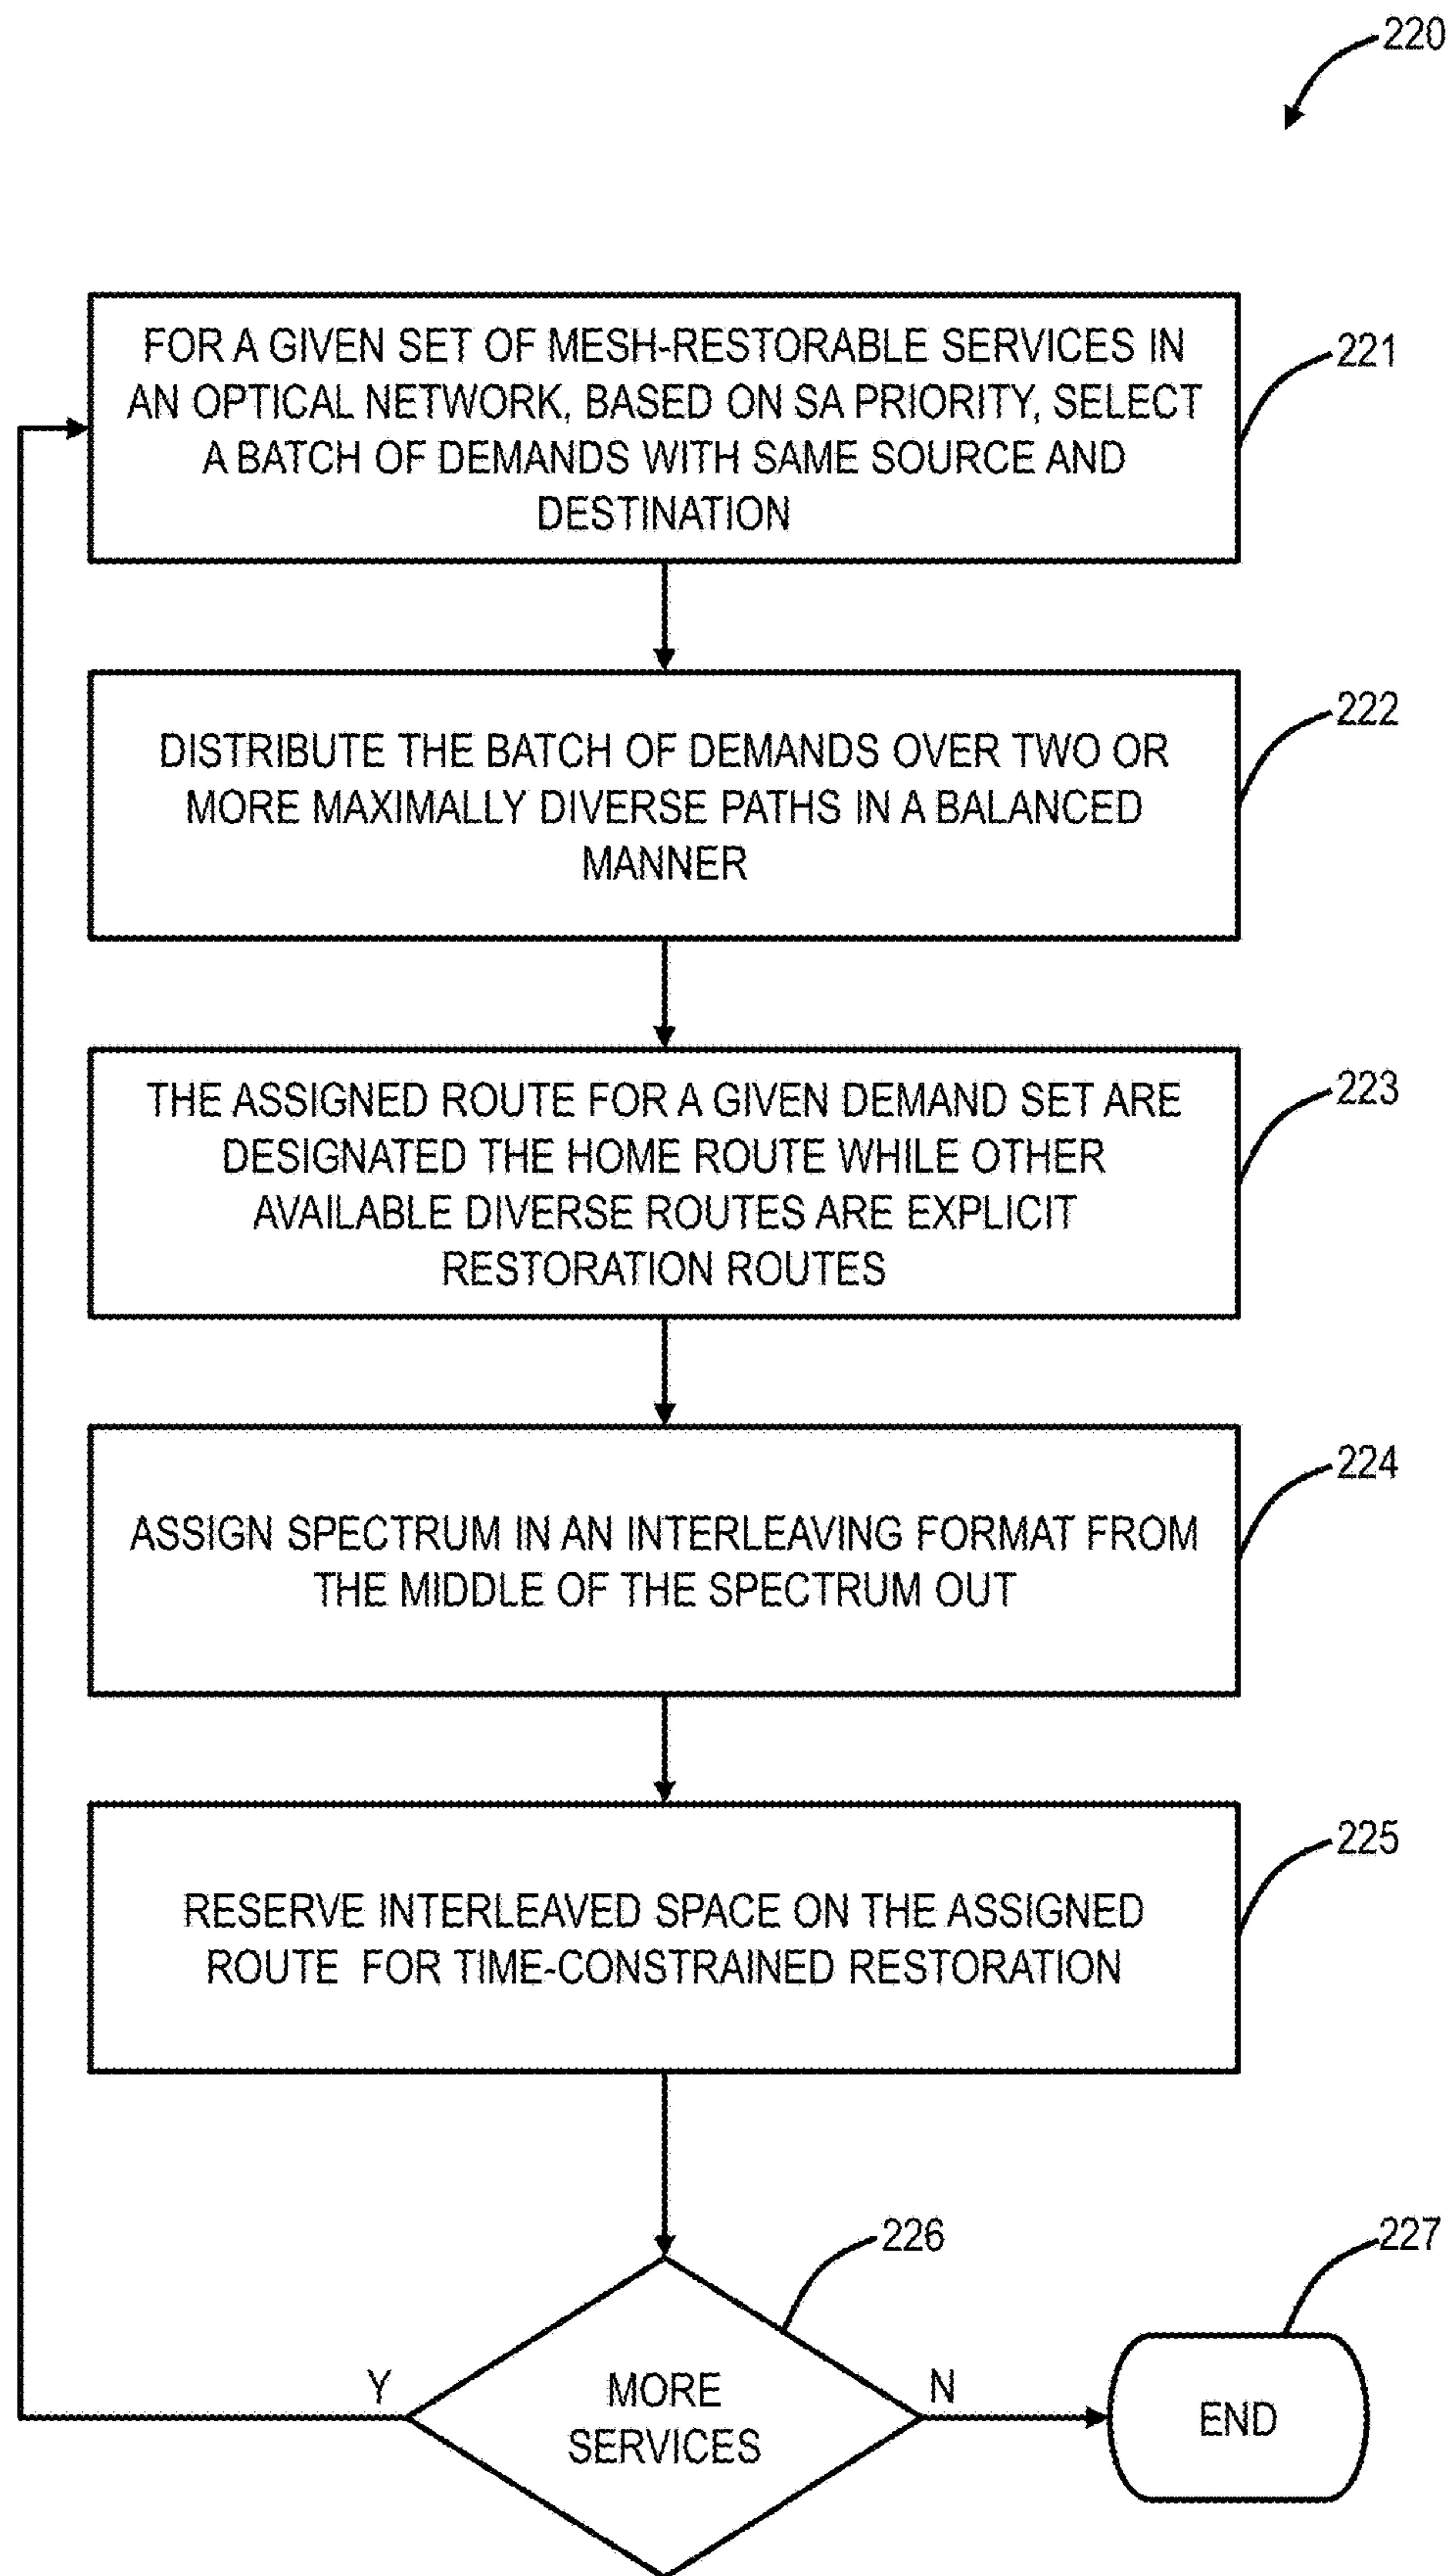 220
FOR A GIVEN SET OF MESH-RESTORABLE SERVICES IN
AN OPTICAL NETWORK, BASED ON SA PRIORITY, SELECT
A BATCH OF DEMANDS WITH SAME SOURCE AND
DESTINATION
221
DISTRIBUTE THE BATCH OF DEMANDS OVER TWO OR
MORE MAXIMALLY DIVERSE PATHS IN A BALANCED
MANNER
222
THE ASSIGNED ROUTE FOR A GIVEN DEMAND SET ARE
DESIGNATED THE HOME ROUTE WHILE OTHER
AVAILABLE DIVERSE ROUTES ARE EXPLICIT
RESTORATION ROUTES
223
ASSIGN SPECTRUM IN AN INTERLEAVING FORMAT FROM
THE MIDDLE OF THE SPECTRUM OUT
224
RESERVE INTERLEAVED SPACE ON THE ASSIGNED
ROUTE FOR TIME-CONSTRAINED RESTORATION
225
226
227
Y
MORE
SERVICES
N
END